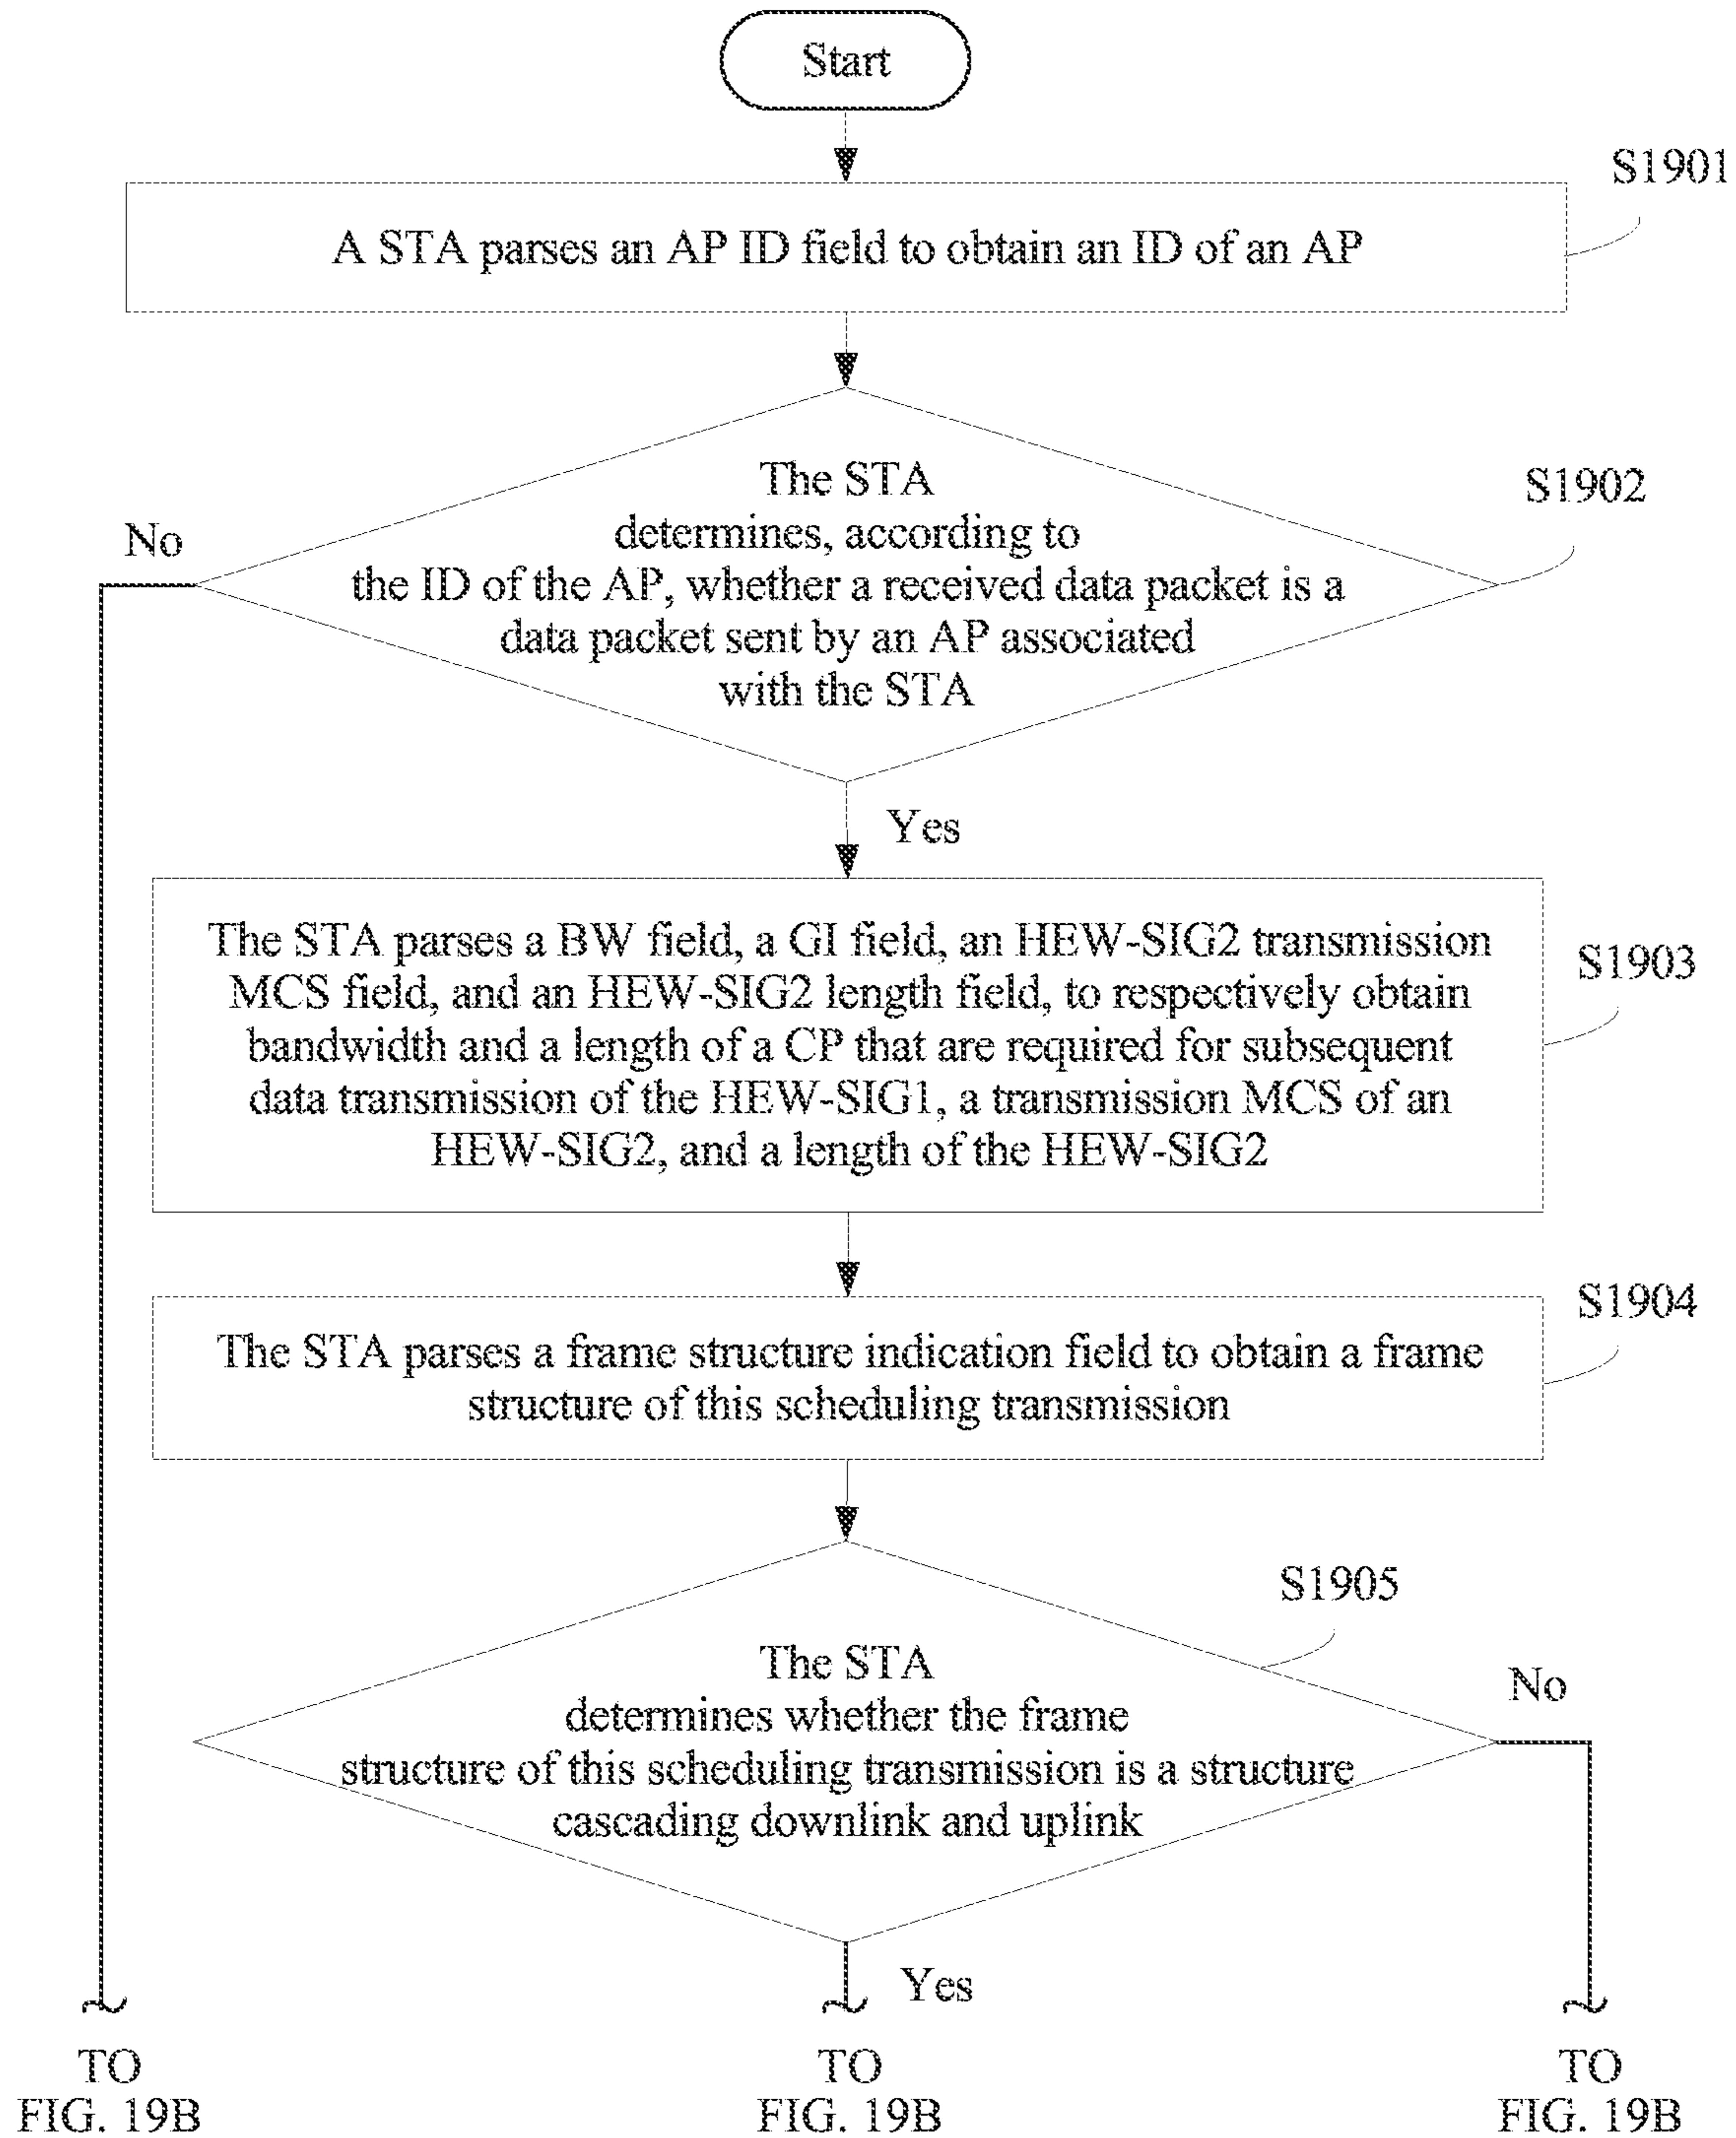 Start
S1901
A STA parses an AP ID field to obtain an ID of an AP
S1902
The STA
determines, according to
the ID of the AP, whether a received data packet is a
data packet sent by an AP associated
with the STA
No
Yes
The STA parses a BW field, a GI field, an HEW-SIG2 transmission
MCS field, and an HEW-SIG2 length field, to respectively obtain
bandwidth and a length of a CP that are required for subsequent
data transmission of the HEW-SIG1, a transmission MCS of an
HEW-SIG2, and a length of the HEW-SIG2
S1903
S1904
The STA parses a frame structure indication field to obtain a frame
structure of this scheduling transmission
S1905
The STA
determines whether the frame
structure of this scheduling transmission is a structure
cascading downlink and uplink
No
Yes
TO
FIG. 19B
TO
FIG. 19B
TO
FIG. 19B